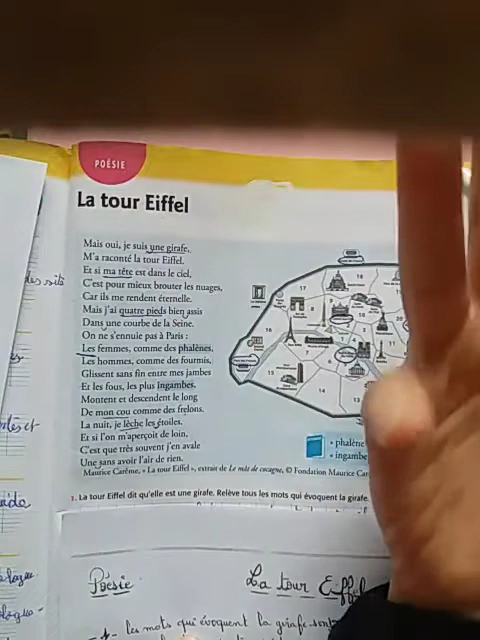 POÉSIE
La tour Eiffel
Mais oui, je suis une girafe,
M'a raconté la tour Eiffel.
Et si ma tête est dans le ciel,
C'est pour mieux brouter les nuages,
Car ils me rendent éternelle.
Mais j'ai quatre pieds bien assis
Dans une courbe de la Seine.
On ne s'ennuie pas à Paris :
Les femmes, comme des phalènes,
Les hommes, comme des fourmis,
Glissent sans fin entre mes jambes
Et les fous, les plus ingambes.
Montent et descendent le long
De mon cou comme des frelons.
La nuit, je lèche les étoiles.
Et si l'on m'aperçoit de loin,
C'est que très souvent j'en avale
Une sans avoir l'air de rien.
Maurice Carême, « La tour Eiffel », extrait de Le mât de cocagne, © Fondation Maurice Car
• phalène
• ingambe
1. La tour Eiffel dit qu'elle est une girafe. Relève tous les mots qui évoquent la girafe.
Poésie La tour Eiffel
1- les mots qui évoquent la girafe sont